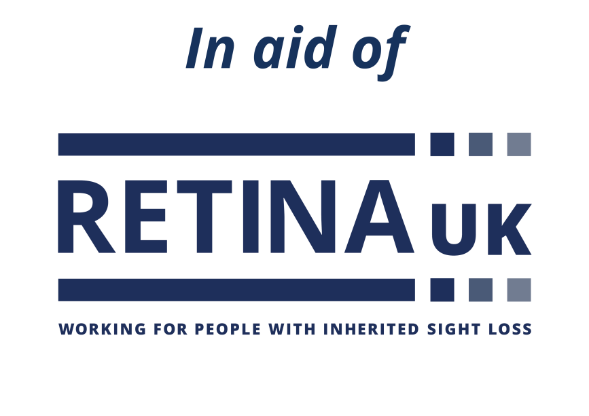 In aid of
RETINA UK
WORKING FOR PEOPLE WITH INHERITED SIGHT LOSS